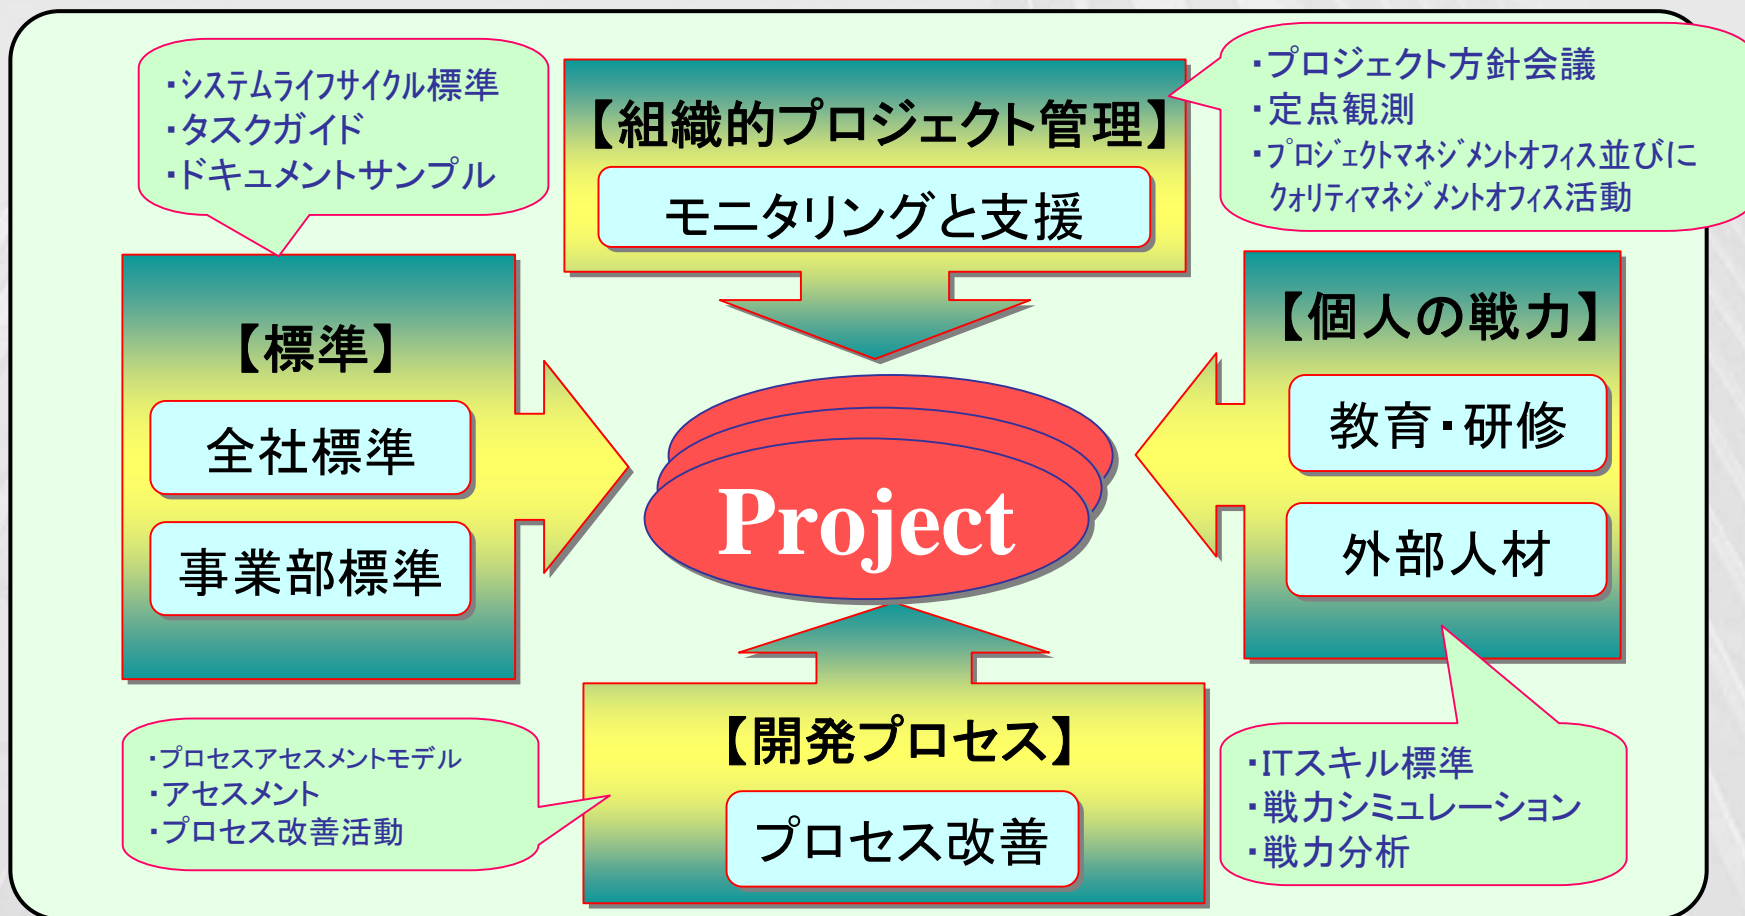 ・システムライフサイクル標準
・タスクガイド
・ドキュメントサンプル
【組織的プロジェクト管理】
モニタリングと支援
・プロジェクト方針会議
・定点観測
・プロジェクトマネジメントオフィス並びに
クォリティマネジメントオフィス活動
【標準】
全社標準
事業部標準
Project
【個人の戦力】
教育・研修
外部人材
・プロセスアセスメントモデル
・アセスメント
・プロセス改善活動
【開発プロセス】
プロセス改善
・ITスキル標準
・戦力シミュレーション
・戦力分析